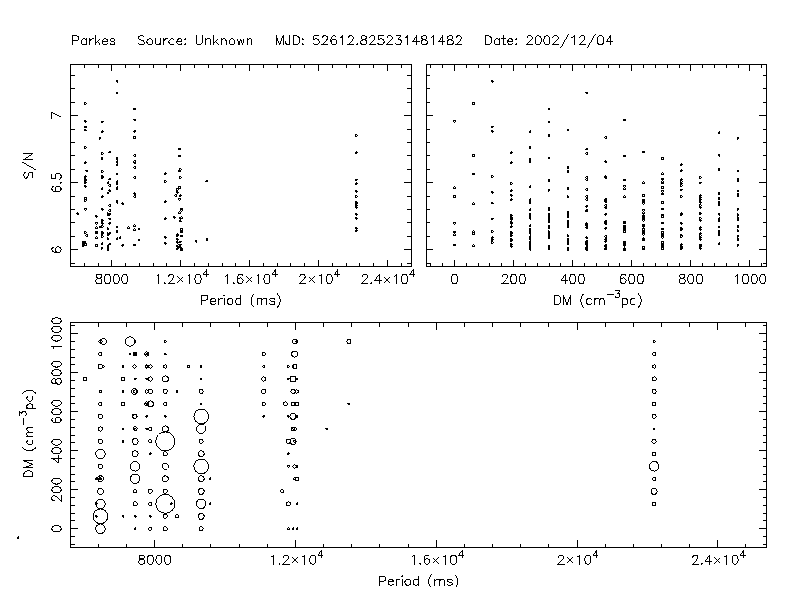 Parkes Source: Unknown MJD: 52612.825231481482 Date: 2002/12/04
S/N
7
6.5
6
8000 1.2×10⁴ 1.6×10⁴ 2×10⁴ 2.4×10⁴
Period (ms)
0 200 400 600 800 1000
DM (cm⁻³pc)
DM (cm⁻³pc)
1000
800
600
400
200
0
8000 1.2×10⁴ 1.6×10⁴ 2×10⁴ 2.4×10⁴
Period (ms)